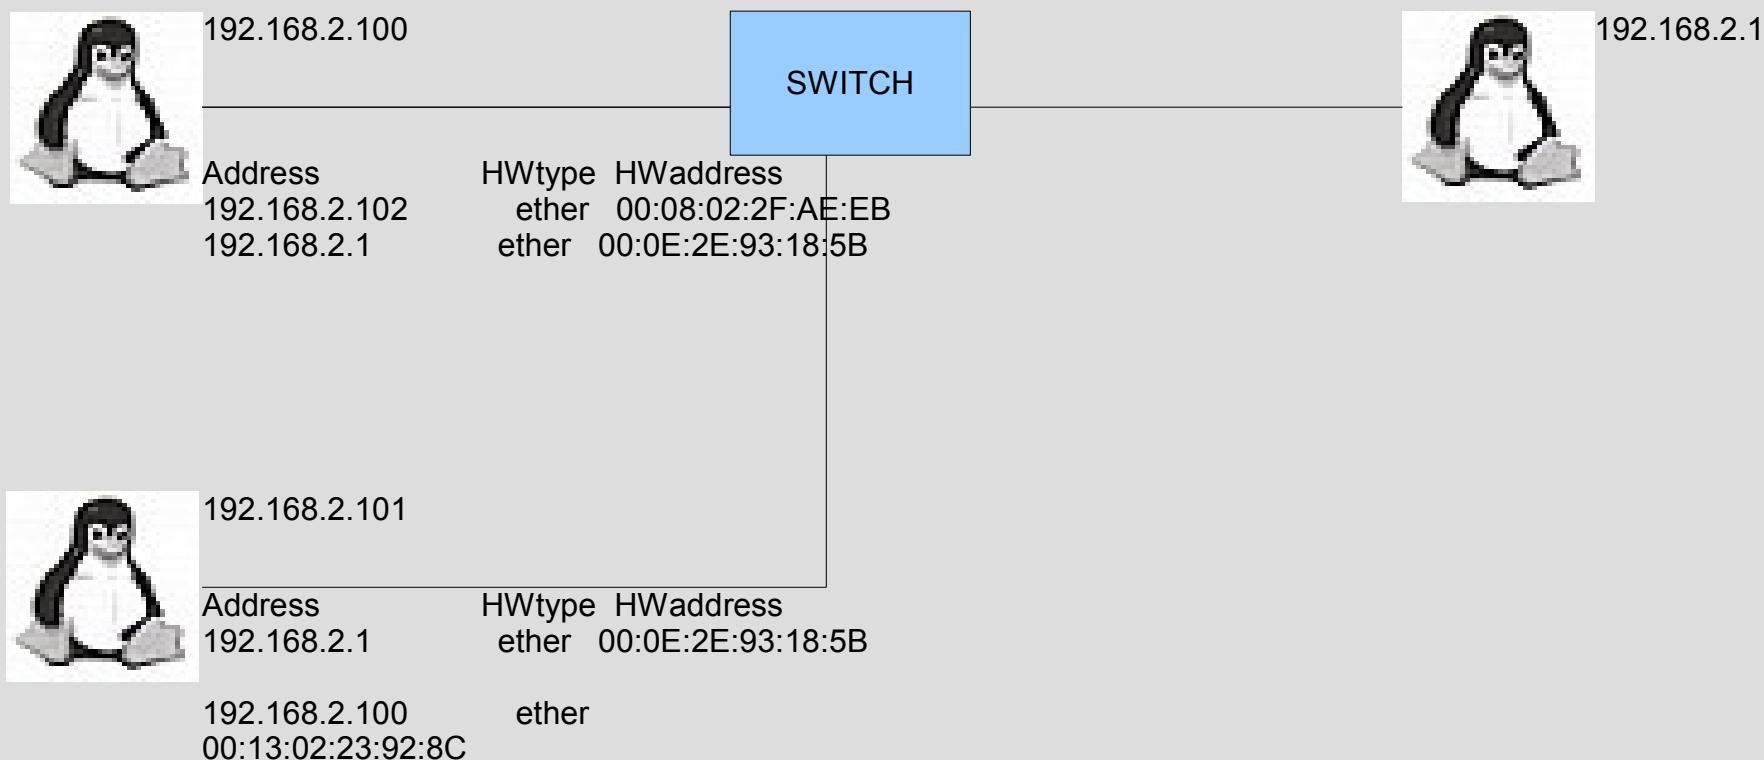 192.168.2.100
SWITCH
192.168.2.1
Address HWtype HWaddress
192.168.2.102 ether 00:08:02:2F:AE:EB
192.168.2.1 ether 00:0E:2E:93:18:5B
192.168.2.101
Address HWtype HWaddress
192.168.2.1 ether 00:0E:2E:93:18:5B
192.168.2.100 ether
00:13:02:23:92:8C